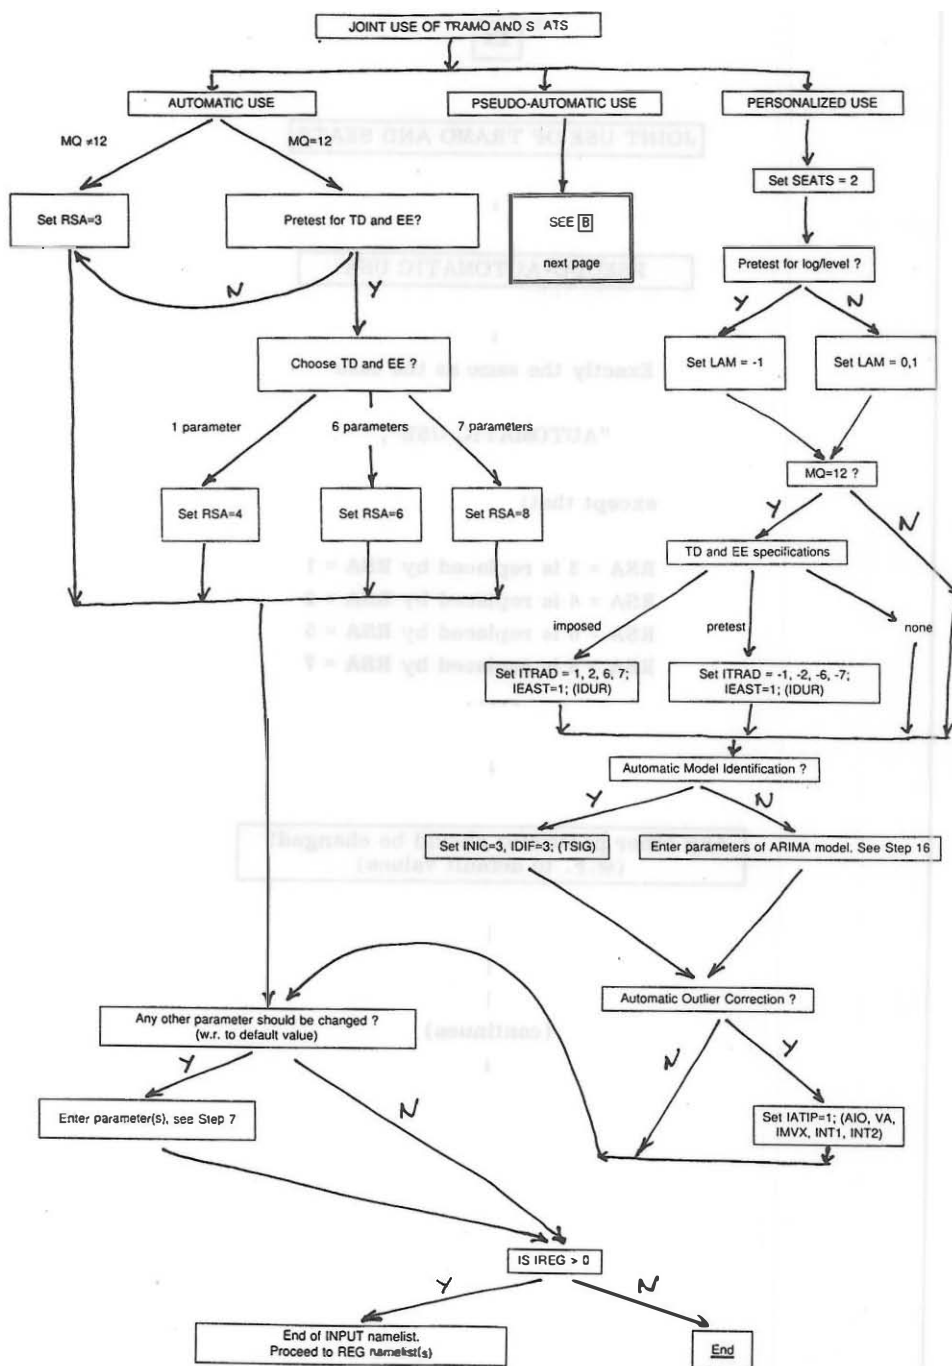 JOINT USE OF TRAMO AND S ATS
AUTOMATIC USE
PSEUDO-AUTOMATIC USE
PERSONALIZED USE
MQ ≠12
MQ=12
Set SEATS = 2
Set RSA=3
Pretest for TD and EE?
SEE B
next page
Pretest for log/level ?
N
Y
Y
N
Choose TD and EE ?
Set LAM = -1
Set LAM = 0,1
1 parameter
6 parameters
7 parameters
MQ=12 ?
Set RSA=4
Set RSA=6
Set RSA=8
Y
N
TD and EE specifications
imposed
pretest
none
Set ITRAD = 1, 2, 6, 7;
IEAST=1; (IDUR)
Set ITRAD = -1, -2, -6, -7;
IEAST=1; (IDUR)
Automatic Model Identification ?
Y
N
Set INIC=3, IDIF=3; (TSIG)
Enter parameters of ARIMA model. See Step 16
Automatic Outlier Correction ?
Any other parameter should be changed ?
(w.r. to default value)
Y
N
N
Y
Enter parameter(s), see Step 7
Set IATIP=1; (AIO, VA,
IMVX, INT1, INT2)
IS IREG > 0
Y
N
End of INPUT namelist.
Proceed to REG namelist(s)
End